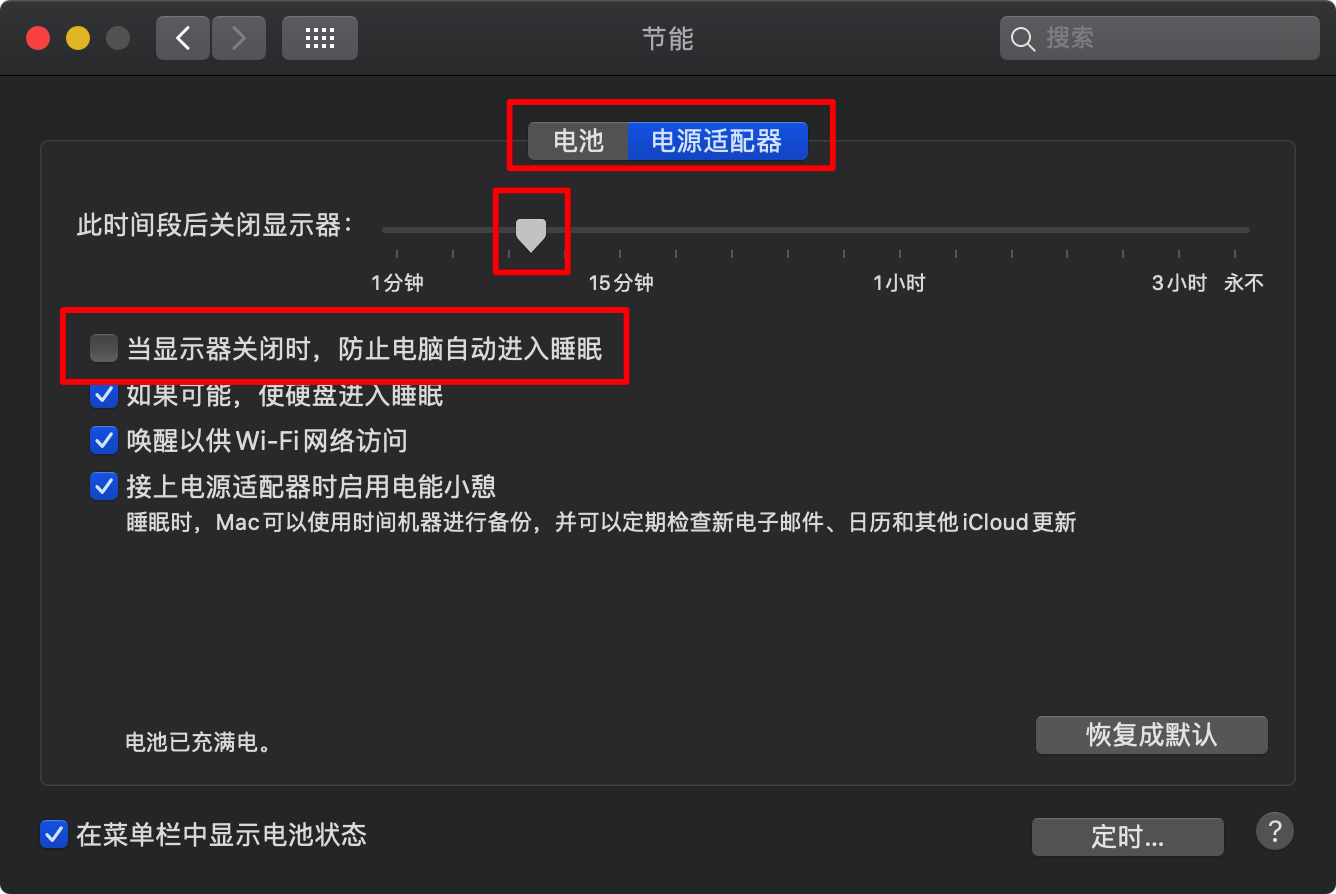 节能
搜索
电池 电源适配器
此时间段后关闭显示器：
1分钟 15分钟 1小时 3小时 永不
当显示器关闭时，防止电脑自动进入睡眠
如果可能，使硬盘进入睡眠
唤醒以供Wi-Fi网络访问
接上电源适配器时启用电能小憩
睡眠时，Mac可以使用时间机器进行备份，并可以定期检查新电子邮件、日历和其他iCloud更新
电池已充满电。
恢复成默认
在菜单栏中显示电池状态
定时...
?